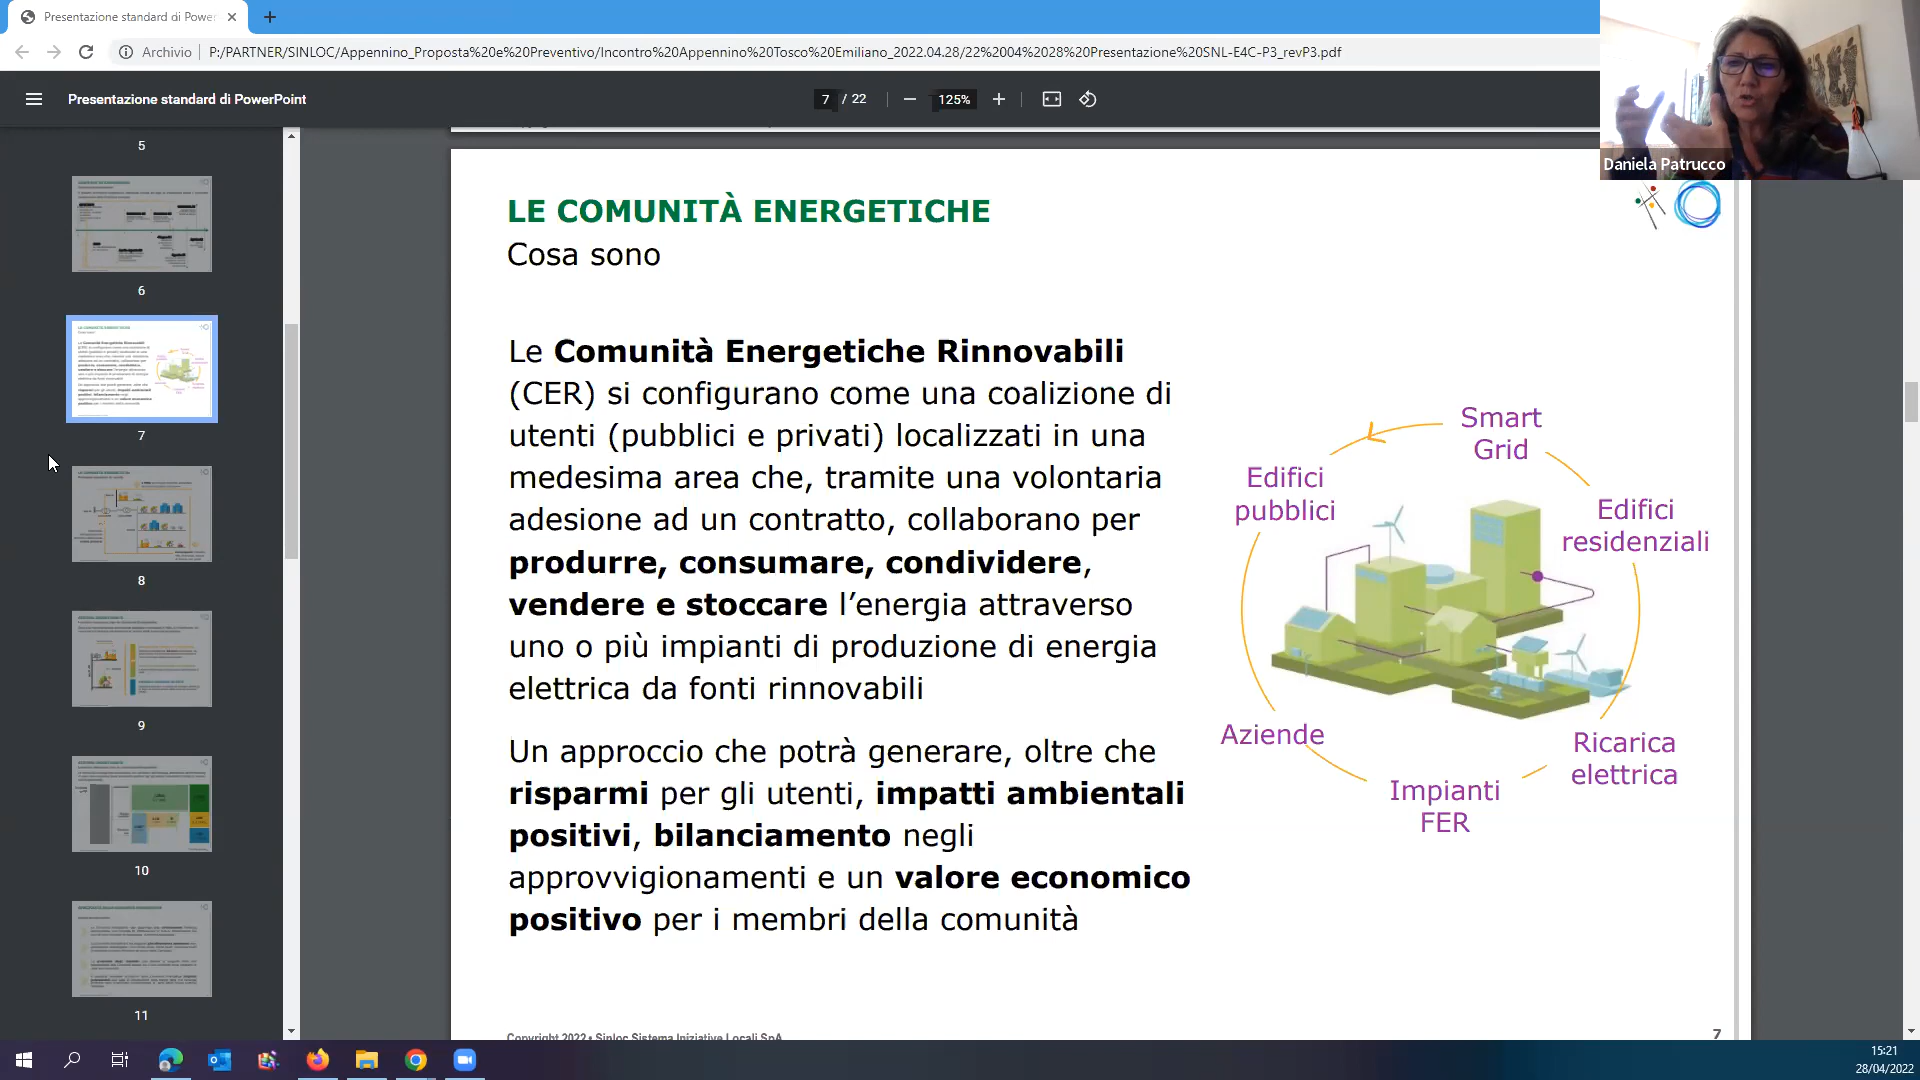 Presentazione standard di Power
Archivio
P:/PARTNER/SINLOC/Appennino_Proposta%20e%20Preventivo/Incontro%20Appennino%20Tosco%20Emiliano_2022.04.28/22%2004%2028%20Presentazione%20SNL-E4C-P3_revP3.pdf
Presentazione standard di PowerPoint
7 / 22
125%
Daniela Patrucco
5
6
7
8
9
10
11
LE COMUNITÀ ENERGETICHE
Cosa sono
Le Comunità Energetiche Rinnovabili
(CER) si configurano come una coalizione di
utenti (pubblici e privati) localizzati in una
medesima area che, tramite una volontaria
adesione ad un contratto, collaborano per
produrre, consumare, condividere,
vendere e stoccare l’energia attraverso
uno o più impianti di produzione di energia
elettrica da fonti rinnovabili
Un approccio che potrà generare, oltre che
risparmi per gli utenti, impatti ambientali
positivi, bilanciamento negli
approvvigionamenti e un valore economico
positivo per i membri della comunità
Smart
Grid
Edifici
pubblici
Edifici
residenziali
Aziende
Ricarica
elettrica
Impianti
FER
Copyright 2022 • Sinloc Sistema Iniziative Locali SpA
7
15:21
28/04/2022